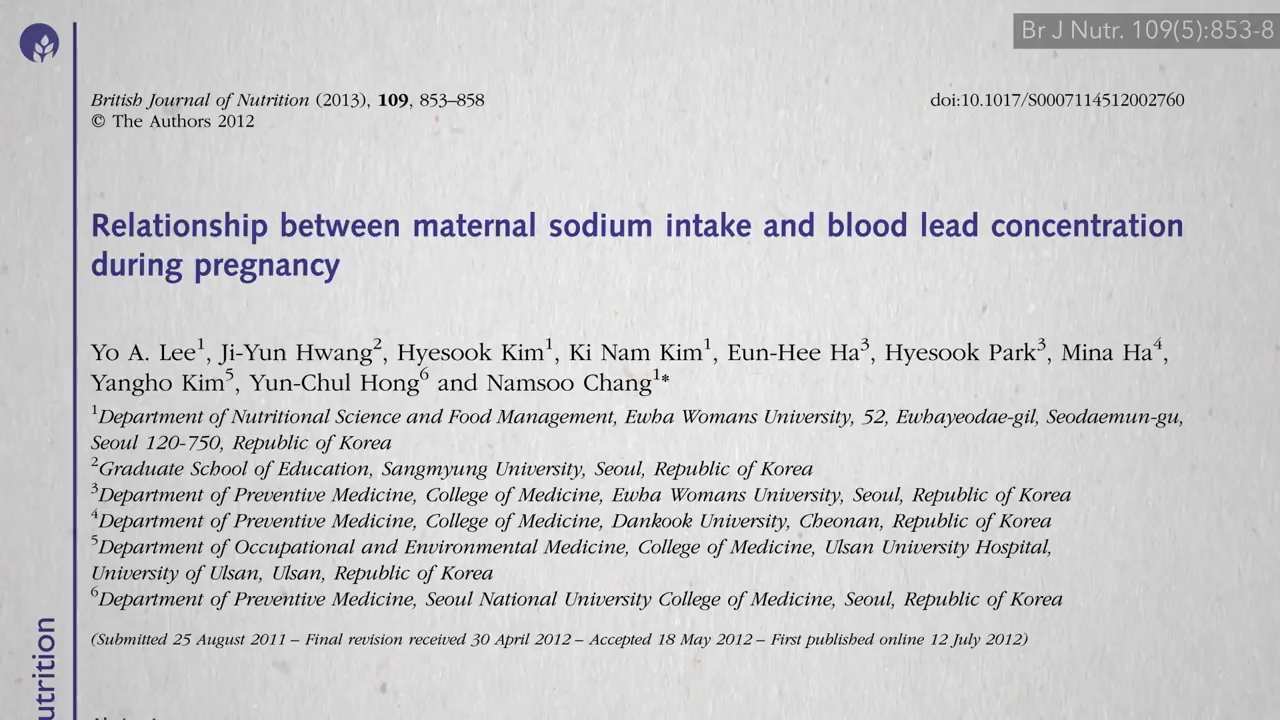 Br J Nutr. 109(5):853-8
British Journal of Nutrition (2013), 109, 853–858
doi:10.1017/S0007114512002760
© The Authors 2012
Relationship between maternal sodium intake and blood lead concentration
during pregnancy
Yo A. Lee1, Ji-Yun Hwang2, Hyesook Kim1, Ki Nam Kim1, Eun-Hee Ha3, Hyesook Park3, Mina Ha4,
Yangho Kim5, Yun-Chul Hong6 and Namsoo Chang1*
1Department of Nutritional Science and Food Management, Ewha Womans University, 52, Ewhayeodae-gil, Seodaemun-gu,
Seoul 120-750, Republic of Korea
2Graduate School of Education, Sangmyung University, Seoul, Republic of Korea
3Department of Preventive Medicine, College of Medicine, Ewha Womans University, Seoul, Republic of Korea
4Department of Preventive Medicine, College of Medicine, Dankook University, Cheonan, Republic of Korea
5Department of Occupational and Environmental Medicine, College of Medicine, Ulsan University Hospital,
University of Ulsan, Ulsan, Republic of Korea
6Department of Preventive Medicine, Seoul National University College of Medicine, Seoul, Republic of Korea
(Submitted 25 August 2011 – Final revision received 30 April 2012 – Accepted 18 May 2012 – First published online 12 July 2012)
utrition